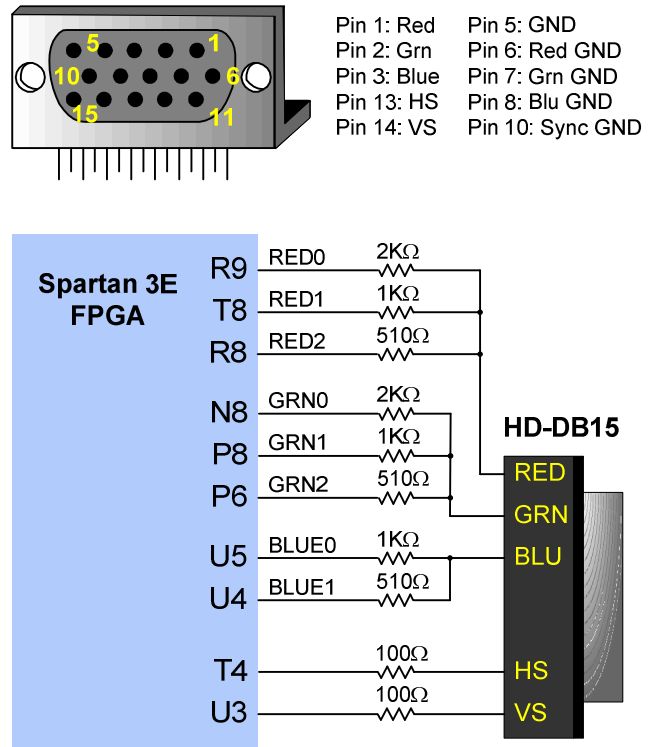 5 1
10 6
15 11
Pin 1: Red Pin 5: GND
Pin 2: Grn Pin 6: Red GND
Pin 3: Blue Pin 7: Grn GND
Pin 13: HS Pin 8: Blu GND
Pin 14: VS Pin 10: Sync GND
Spartan 3E
FPGA
R9 RED0 2KΩ
T8 RED1 1KΩ
R8 RED2 510Ω
N8 GRN0 2KΩ
P8 GRN1 1KΩ
P6 GRN2 510Ω
U5 BLUE0 1KΩ
U4 BLUE1 510Ω
T4 100Ω
U3 100Ω
HD-DB15
RED
GRN
BLU
HS
VS